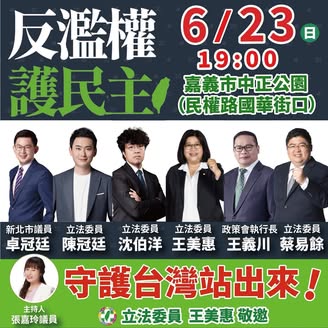 反濫權
護民主
6/23日
19:00
嘉義市中正公園
(民權路國華街口)
新北市議員
卓冠廷
立法委員
陳冠廷
立法委員
沈伯洋
立法委員
王美惠
政策會執行長
王義川
立法委員
蔡易餘
主持人
張嘉玲議員
守護台灣站出來!
立法委員 王美惠 敬邀